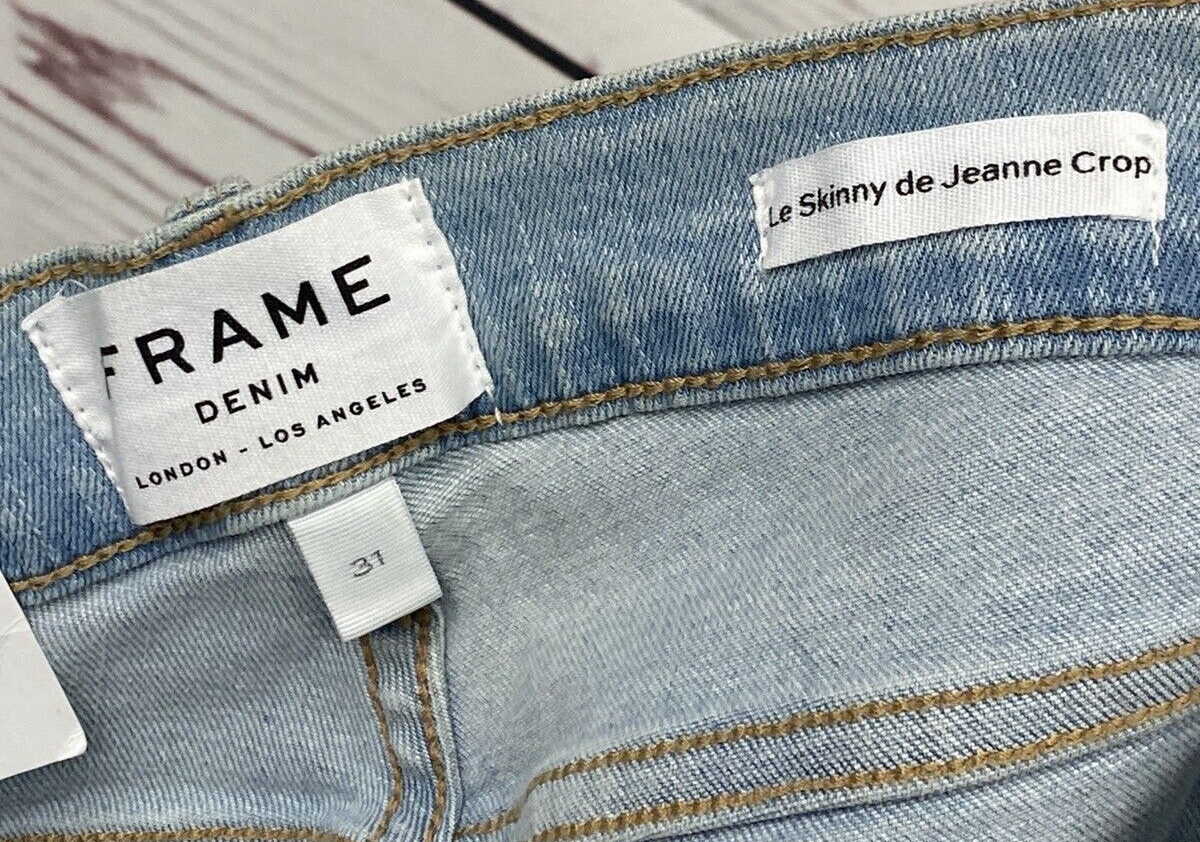 FRAME
DENIM
LONDON - LOS ANGELES
31
Le Skinny de Jeanne Crop